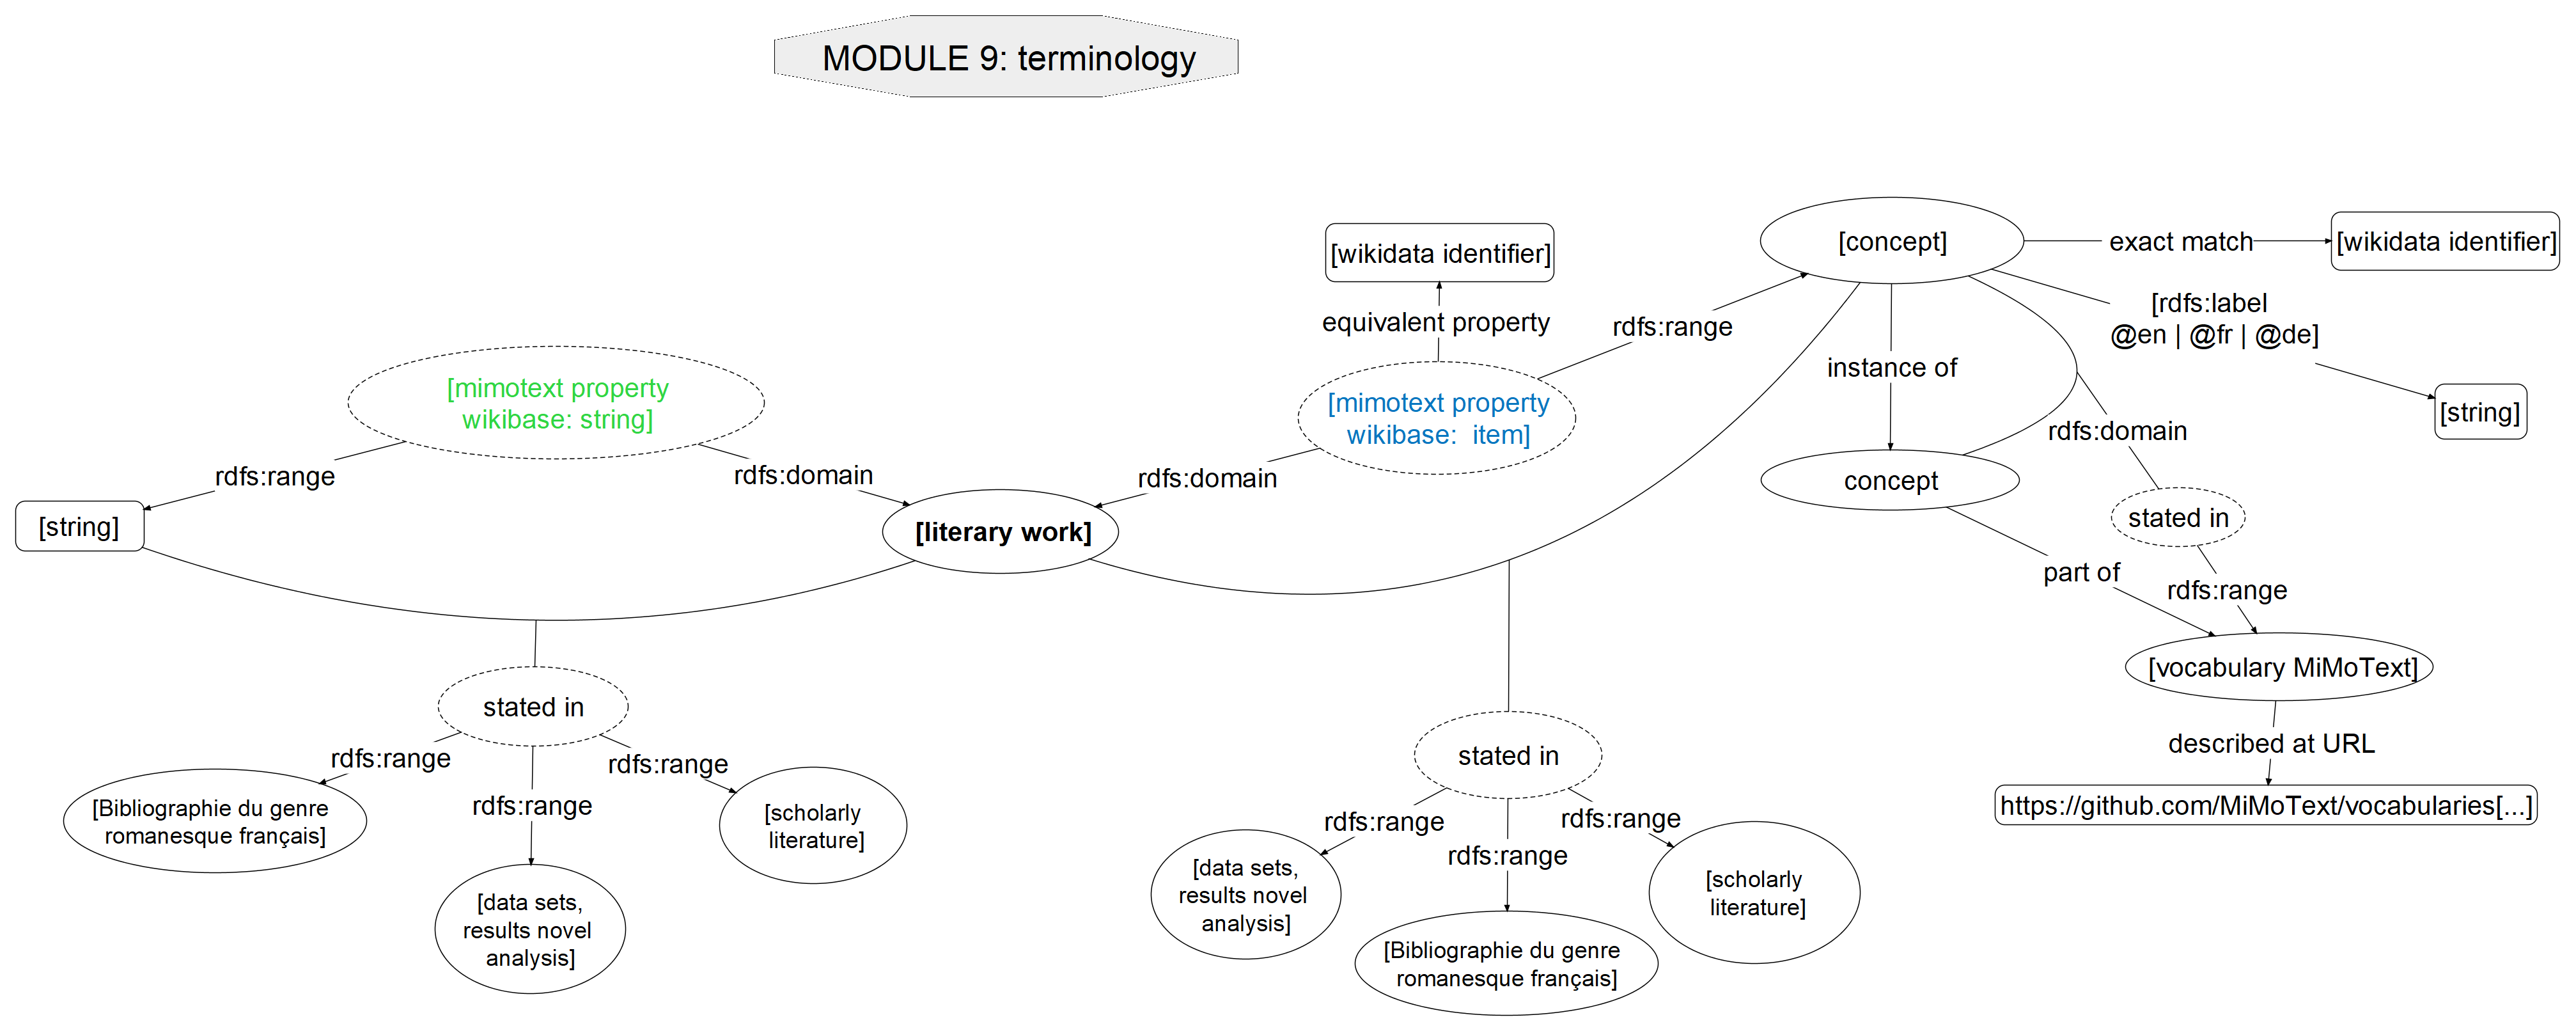 MODULE 9: terminology
[wikidata identifier]
[concept]
exact match
[wikidata identifier]
equivalent property
rdfs:range
[rdfs:label
@en | @fr | @de]
instance of
[mimotext property
wikibase: string]
[mimotext property
wikibase:  item]
[string]
rdfs:range
rdfs:domain
rdfs:domain
rdfs:domain
concept
[string]
[literary work]
stated in
part of
rdfs:range
[vocabulary MiMoText]
stated in
stated in
described at URL
rdfs:range
rdfs:range
rdfs:range
https://github.com/MiMoText/vocabularies[...]
[Bibliographie du genre
romanesque français]
[scholarly
literature]
rdfs:range
rdfs:range
rdfs:range
[data sets,
results novel
analysis]
[data sets,
results novel
analysis]
[Bibliographie du genre
romanesque français]
[scholarly
literature]